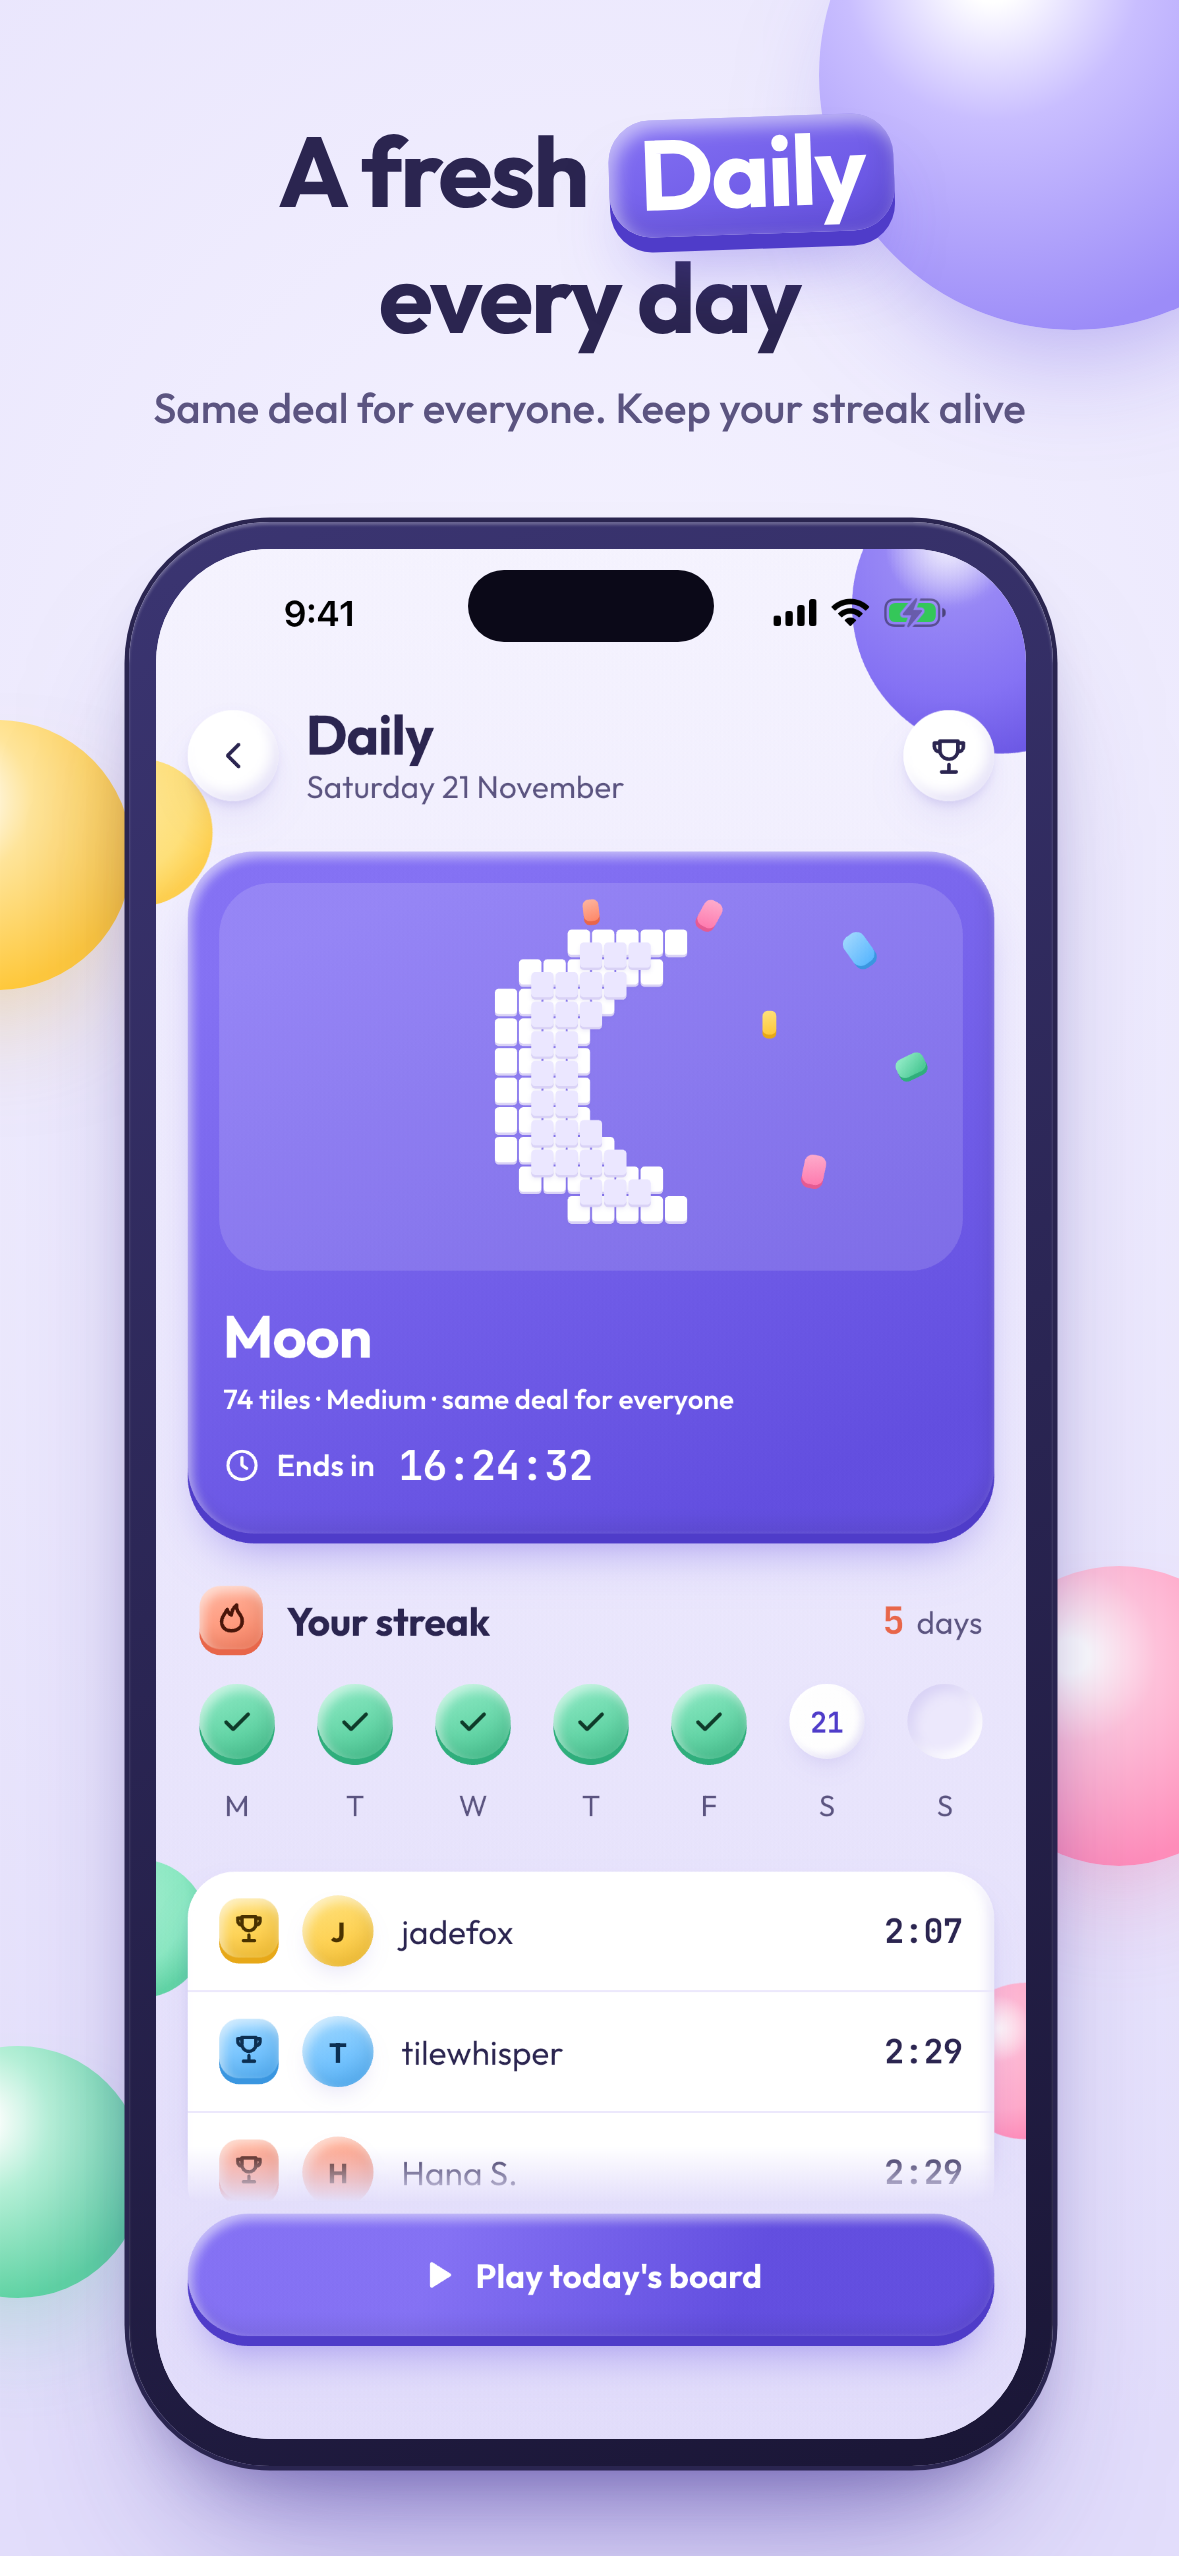 A fresh Daily
every day
Same deal for everyone. Keep your streak alive
9:41
Daily
Saturday 21 November
Moon
74 tiles · Medium · same deal for everyone
Ends in 16:24:32
Your streak 5 days
21
M T W T F S S
J jadefox 2:07
T tilewhisper 2:29
H Hana S. 2:29
Play today's board